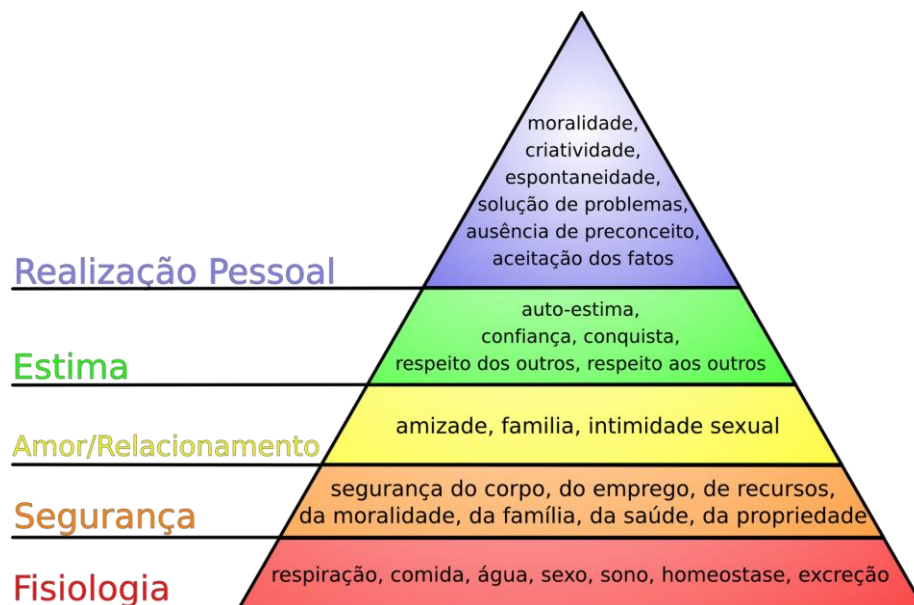 moralidade,
criatividade,
espontaneidade,
solução de problemas,
ausência de preconceito,
aceitação dos fatos
Realização Pessoal
auto-estima,
confiança, conquista,
respeito dos outros, respeito aos outros
Estima
amizade, familia, intimidade sexual
Amor/Relacionamento
segurança do corpo, do emprego, de recursos,
da moralidade, da família, da saúde, da propriedade
Segurança
respiração, comida, água, sexo, sono, homeostase, excreção
Fisiologia